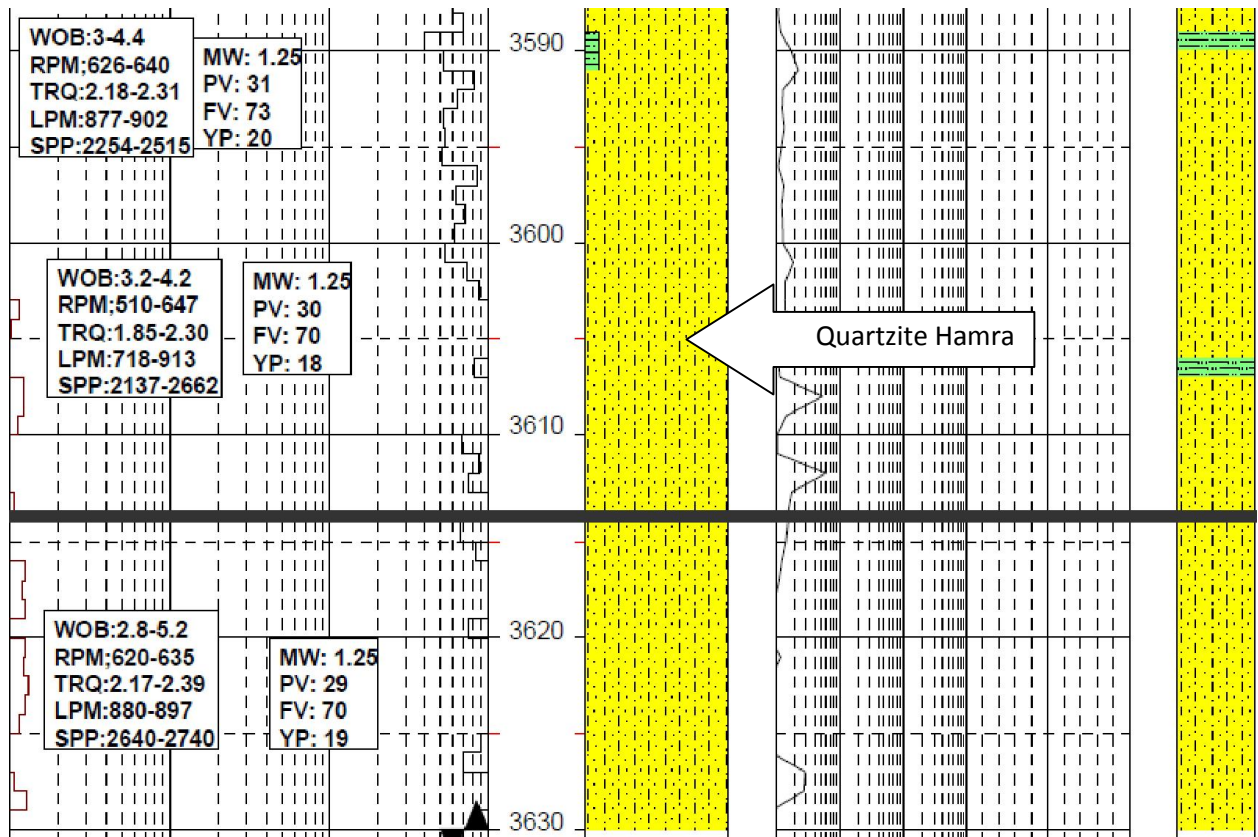 WOB:3-4.4
RPM;626-640
TRQ:2.18-2.31
LPM:877-902
SPP:2254-2515
MW: 1.25
PV: 31
FV: 73
YP: 20
3590
3600
WOB:3.2-4.2
RPM;510-647
TRQ:1.85-2.30
LPM:718-913
SPP:2137-2662
MW: 1.25
PV: 30
FV: 70
YP: 18
Quartzite Hamra
3610
3620
WOB:2.8-5.2
RPM;620-635
TRQ:2.17-2.39
LPM:880-897
SPP:2640-2740
MW: 1.25
PV: 29
FV: 70
YP: 19
3630